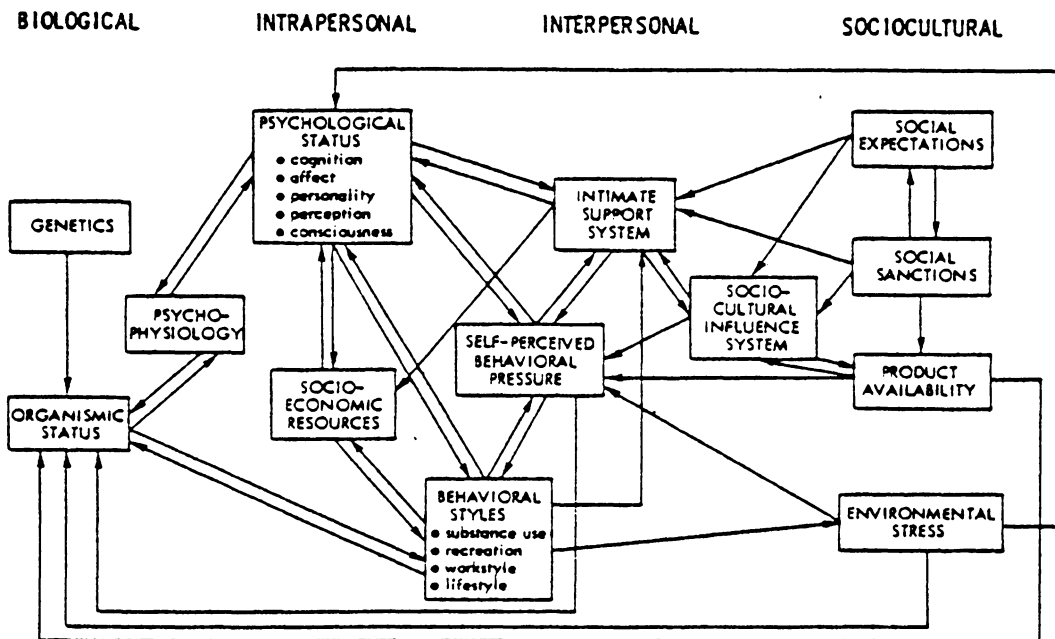 BIOLOGICAL INTRAPERSONAL INTERPERSONAL SOCIOCULTURAL
PSYCHOLOGICAL
STATUS
• cognition
• affect
• personality
• perception
• consciousness
SOCIAL
EXPECTATIONS
INTIMATE
SUPPORT
SYSTEM
GENETICS
SOCIAL
SANCTIONS
PSYCHO-
PHYSIOLOGY
SOCIO-
CULTURAL
INFLUENCE
SYSTEM
SELF-PERCEIVED
BEHAVIORAL
PRESSURE
PRODUCT
AVAILABILITY
SOCIO-
ECONOMIC
RESOURCES
ORGANISMIC
STATUS
BEHAVIORAL
STYLES
• substance use
• recreation
• workstyle
• lifestyle
ENVIRONMENTAL
STRESS